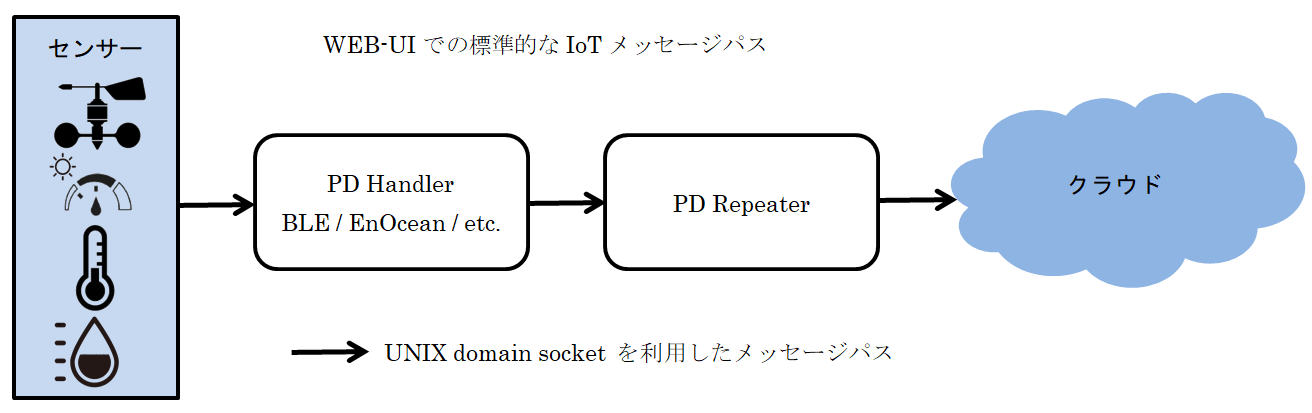 センサー
WEB-UI での標準的な IoT メッセージパス
PD Handler
BLE / EnOcean / etc.
PD Repeater
クラウド
UNIX domain socket を利用したメッセージパス